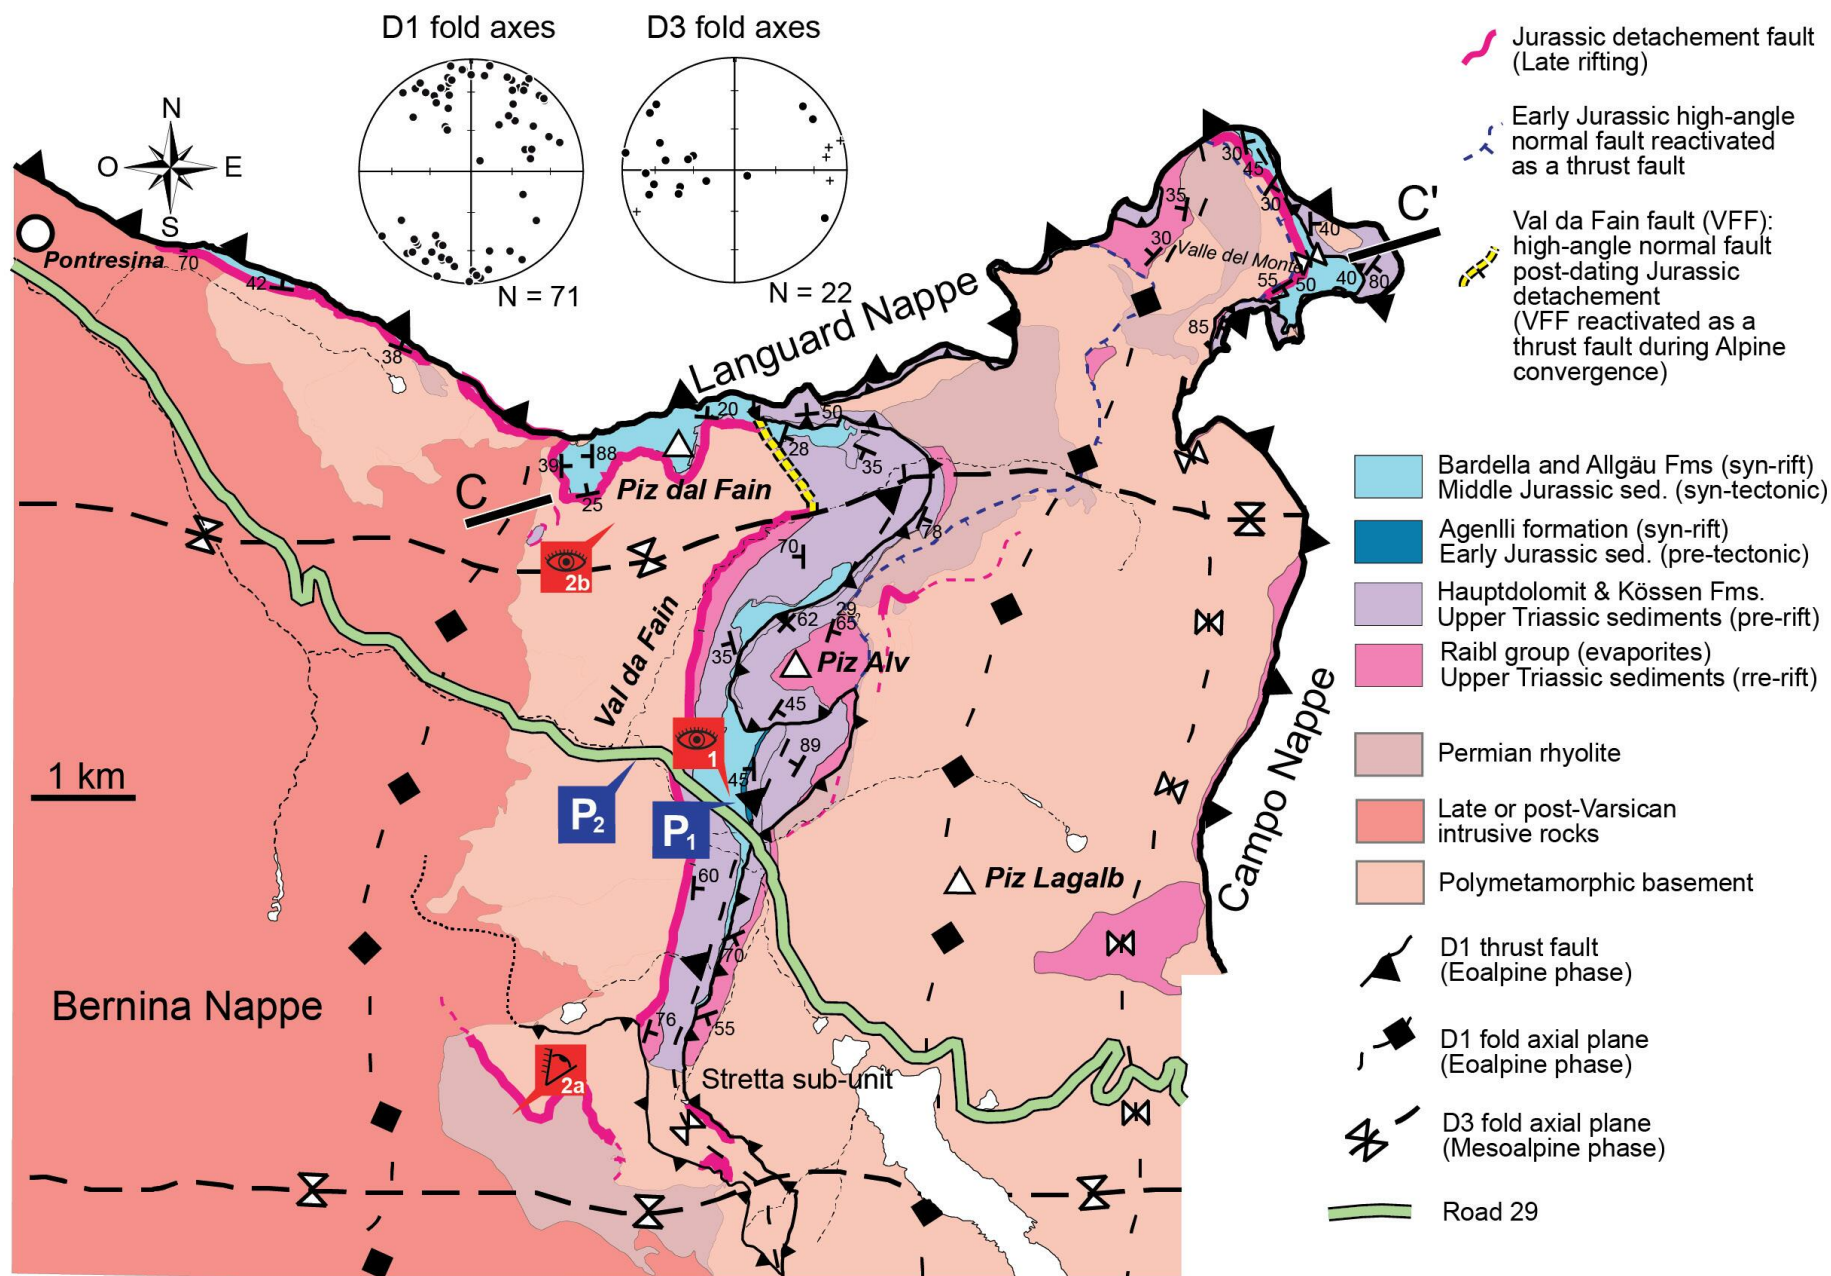 D1 fold axes
D3 fold axes
N = 71
N = 22
N
O
E
S
Pontresina
70
42
38
Languard Nappe
C
C'
39
88
25
20
50
28
35
Piz dal Fain
2b
Val da Fain
70
78
62
29
65
35
Piz Alv
45
89
1
45
P2
P1
60
70
76
55
1 km
Piz Lagalb
Campo Nappe
Bernina Nappe
Stretta sub-unit
2a
30
45
35
30
30
40
Valle del Monte
55
50
40
80
85
Jurassic detachement fault
(Late rifting)
Early Jurassic high-angle
normal fault reactivated
as a thrust fault
Val da Fain fault (VFF):
high-angle normal fault
post-dating Jurassic
detachement
(VFF reactivated as a
thrust fault during Alpine
convergence)
Bardella and Allgäu Fms (syn-rift)
Middle Jurassic sed. (syn-tectonic)
Agenlli formation (syn-rift)
Early Jurassic sed. (pre-tectonic)
Hauptdolomit & Kössen Fms.
Upper Triassic sediments (pre-rift)
Raibl group (evaporites)
Upper Triassic sediments (rre-rift)
Permian rhyolite
Late or post-Varsican
intrusive rocks
Polymetamorphic basement
D1 thrust fault
(Eoalpine phase)
D1 fold axial plane
(Eoalpine phase)
D3 fold axial plane
(Mesoalpine phase)
Road 29